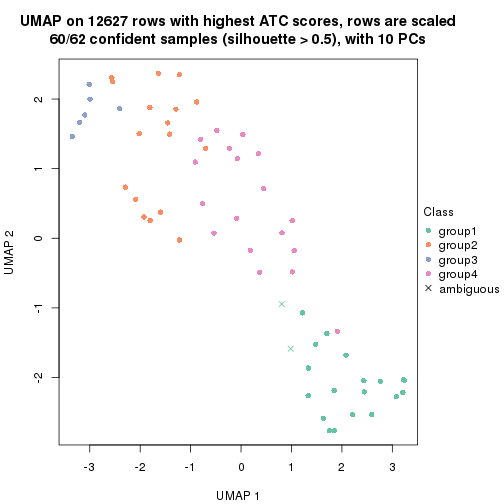 UMAP on 12627 rows with highest ATC scores, rows are scaled
60/62 confident samples (silhouette > 0.5), with 10 PCs
2
1
0
-1
-2
UMAP 2
-3 -2 -1 0 1 2 3
UMAP 1
Class
group1
group2
group3
group4
ambiguous